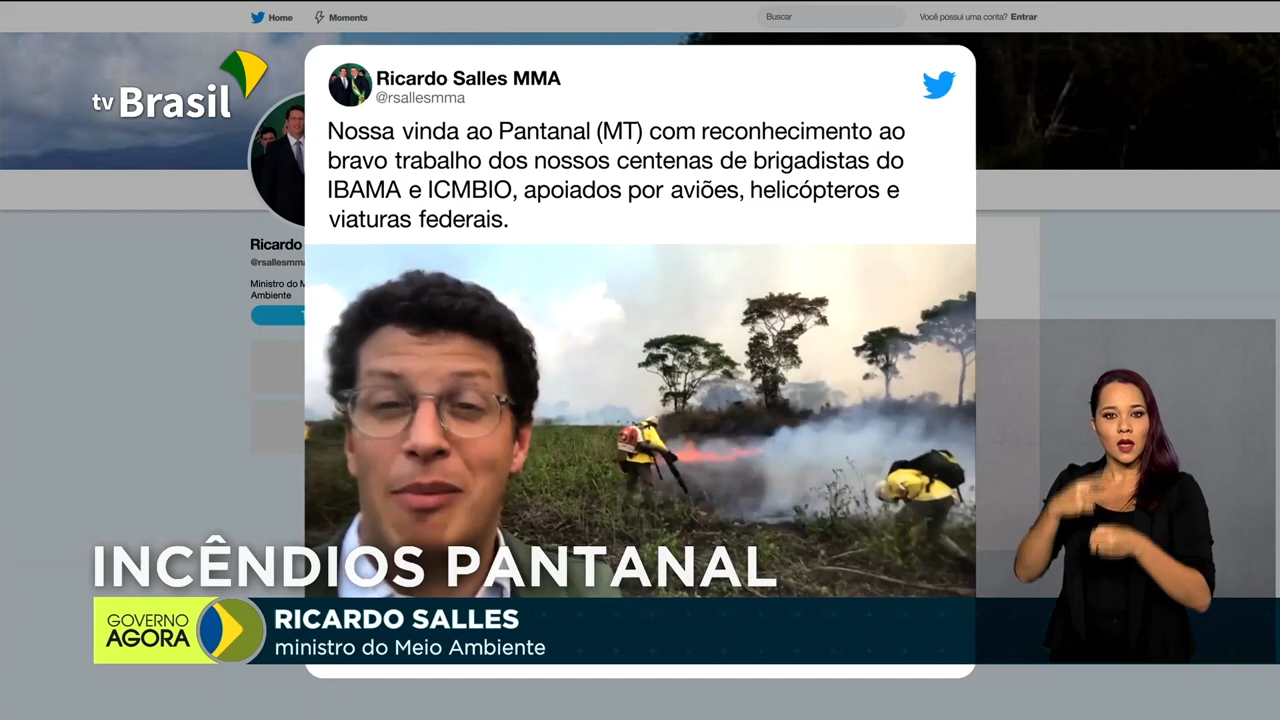 Home
Moments
Buscar
Você possui uma conta? Entrar
tv Brasil
Ricardo Salles MMA
@rsallesmma
Nossa vinda ao Pantanal (MT) com reconhecimento ao
bravo trabalho dos nossos centenas de brigadistas do
IBAMA e ICMBIO, apoiados por aviões, helicópteros e
viaturas federais.
Ricardo
@rsallesmma
Ministro do M
Ambiente
INCÊNDIOS PANTANAL
GOVERNO
AGORA
RICARDO SALLES
ministro do Meio Ambiente